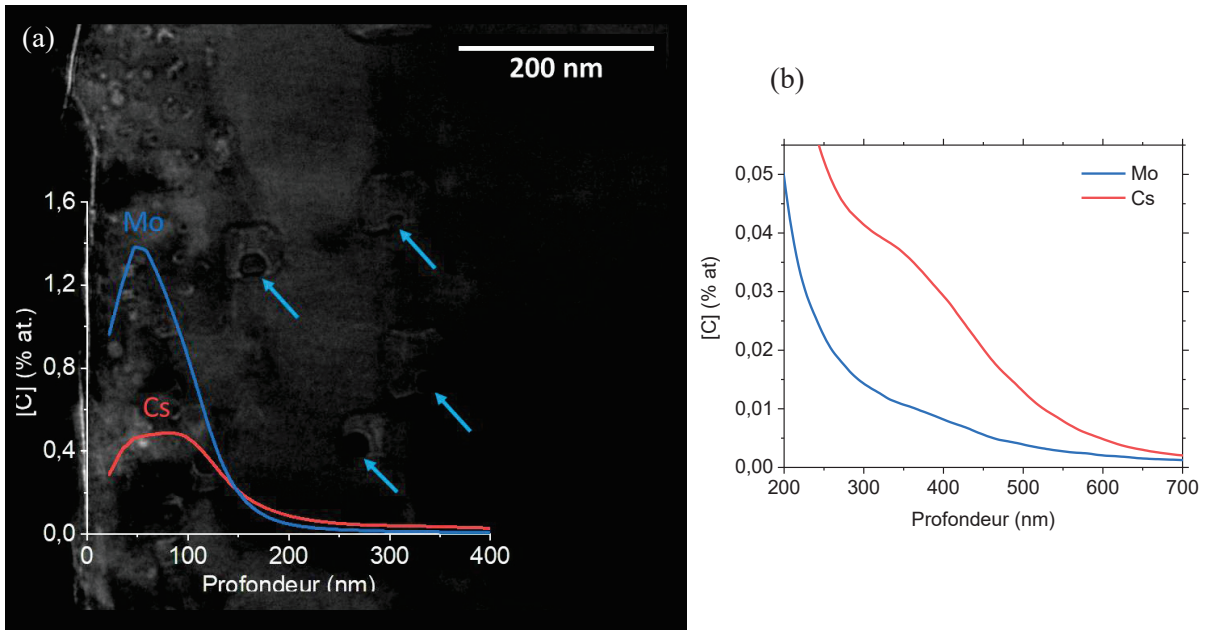 (a)
200 nm
1,6
1,2
0,8
0,4
0,0
[C] (% at.)
Mo
Cs
0
100
200
300
400
Profondeur (nm)
(b)
0,05
0,04
0,03
0,02
0,01
0,00
[C] (% at)
Mo
Cs
200
300
400
500
600
700
Profondeur (nm)